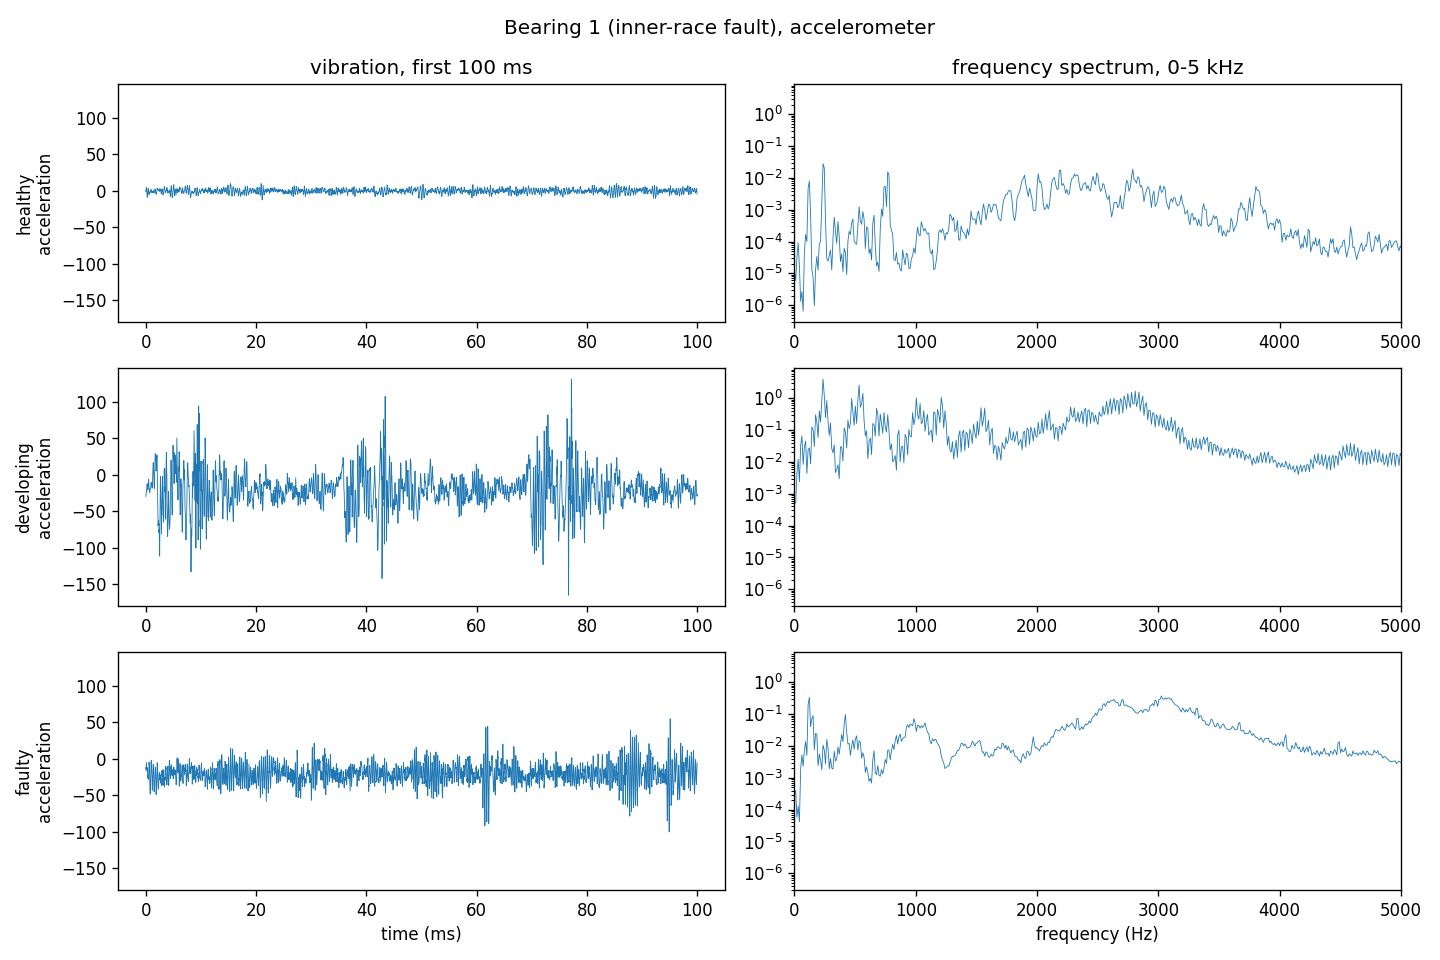 Bearing 1 (inner-race fault), accelerometer
vibration, first 100 ms
frequency spectrum, 0-5 kHz
healthy
acceleration
100
50
0
−50
−100
−150
0 20 40 60 80 100
10⁰
10⁻¹
10⁻²
10⁻³
10⁻⁴
10⁻⁵
10⁻⁶
0 1000 2000 3000 4000 5000
developing
acceleration
100
50
0
−50
−100
−150
0 20 40 60 80 100
10⁰
10⁻¹
10⁻²
10⁻³
10⁻⁴
10⁻⁵
10⁻⁶
0 1000 2000 3000 4000 5000
faulty
acceleration
100
50
0
−50
−100
−150
0 20 40 60 80 100
time (ms)
10⁰
10⁻¹
10⁻²
10⁻³
10⁻⁴
10⁻⁵
10⁻⁶
0 1000 2000 3000 4000 5000
frequency (Hz)